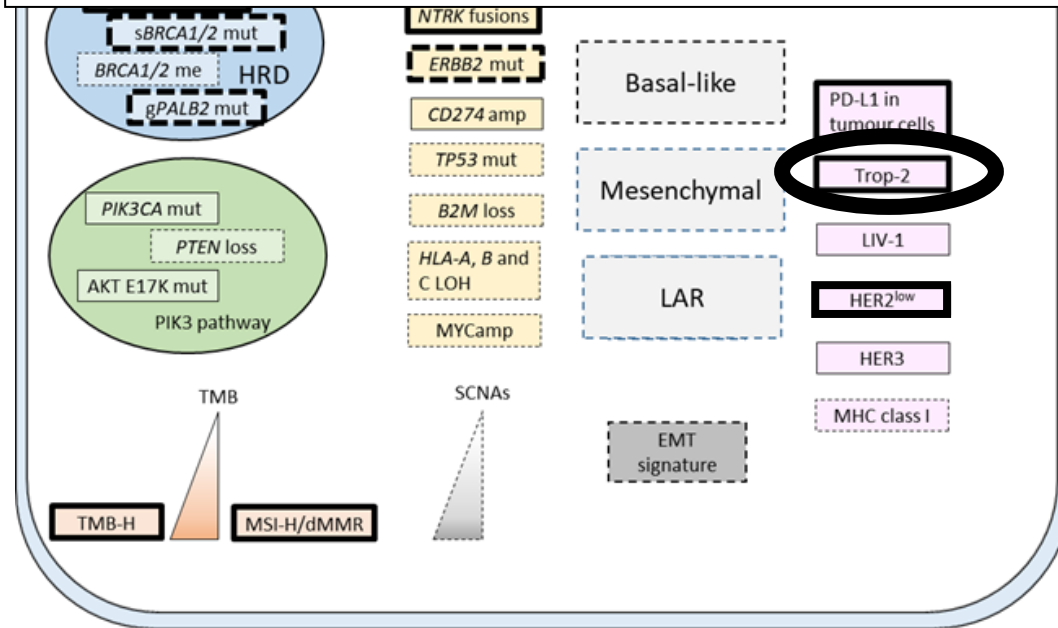 sBRCA1/2 mut
BRCA1/2 me
HRD
gPALB2 mut
PIK3CA mut
PTEN loss
AKT E17K mut
PIK3 pathway
TMB
TMB-H
MSI-H/dMMR
NTRK fusions
ERBB2 mut
CD274 amp
TP53 mut
B2M loss
HLA-A, B and
C LOH
MYCamp
SCNAs
Basal-like
Mesenchymal
LAR
EMT
signature
PD-L1 in
tumour cells
Trop-2
LIV-1
HER2low
HER3
MHC class I